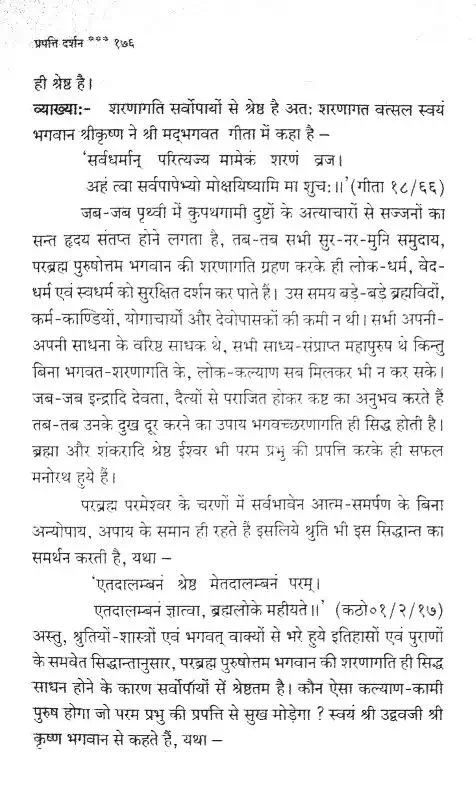 प्रपत्ति दर्शन *** १७६
ही श्रेष्ठ है।
व्याख्या:- शरणागति सर्वोपायों से श्रेष्ठ है अत: शरणागत वत्सल स्वयं
भगवान श्रीकृष्ण ने श्री मद्भगवत गीता में कहा है –
‘सर्वधर्मान् परित्यज्य मामेकं शरणं व्रज।
अहं त्वा सर्वपापेभ्यो मोक्षयिष्यामि मा शुच:॥’(गीता १८/६६)
जब-जब पृथ्वी में कुपथगामी दुष्टों के अत्याचारों से सज्जनों का
सन्त हृदय संतप्त होने लगता है, तब-तब सभी सुर-नर-मुनि समुदाय,
परब्रह्म पुरुषोत्तम भगवान की शरणागति ग्रहण करके ही लोक-धर्म, वेद-
धर्म एवं स्वधर्म को सुरक्षित दर्शन कर पाते हैं। उस समय बड़े-बड़े ब्रह्मविदों,
कर्म-काण्डियों, योगाचार्यों और देवोपासकों की कमी न थी। सभी अपनी-
अपनी साधना के वरिष्ठ साधक थे, सभी साध्य-संप्राप्त महापुरुष थे किन्तु
बिना भगवत-शरणागति के, लोक-कल्याण सब मिलकर भी न कर सके।
जब-जब इन्द्रादि देवता, दैत्यों से पराजित होकर कष्ट का अनुभव करते हैं
तब-तब उनके दुख दूर करने का उपाय भगवच्छरणागति ही सिद्ध होती है।
ब्रह्मा और शंकरादि श्रेष्ठ ईश्वर भी परम प्रभु की प्रपत्ति करके ही सफल
मनोरथ हुये हैं।
परब्रह्म परमेश्वर के चरणों में सर्वभावेन आत्म-समर्पण के बिना
अन्योपाय, अपाय के समान ही रहते हैं इसलिये श्रुति भी इस सिद्धान्त का
समर्थन करती है, यथा –
‘एतदालम्बनं श्रेष्ठ मेतदालम्बनं परम्।
एतदालम्बनं ज्ञात्वा, ब्रह्मलोके महीयते॥’ (कठो०१/२/१७)
अस्तु, श्रुतियों-शास्त्रों एवं भगवत् वाक्यों से भरे हुये इतिहासों एवं पुराणों
के समवेत सिद्धान्तानुसार, परब्रह्म पुरुषोत्तम भगवान की शरणागति ही सिद्ध
साधन होने के कारण सर्वोपायों में श्रेष्ठतम है। कौन ऐसा कल्याण-कामी
पुरुष होगा जो परम प्रभु की प्रपत्ति से सुख मोड़ेगा ? स्वयं श्री उद्धवजी श्री
कृष्ण भगवान से कहते हैं, यथा –